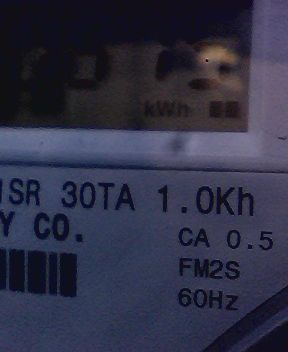 kWh
SR 30TA 1.0Kh
Y CO.
CA 0.5
FM2S
60Hz